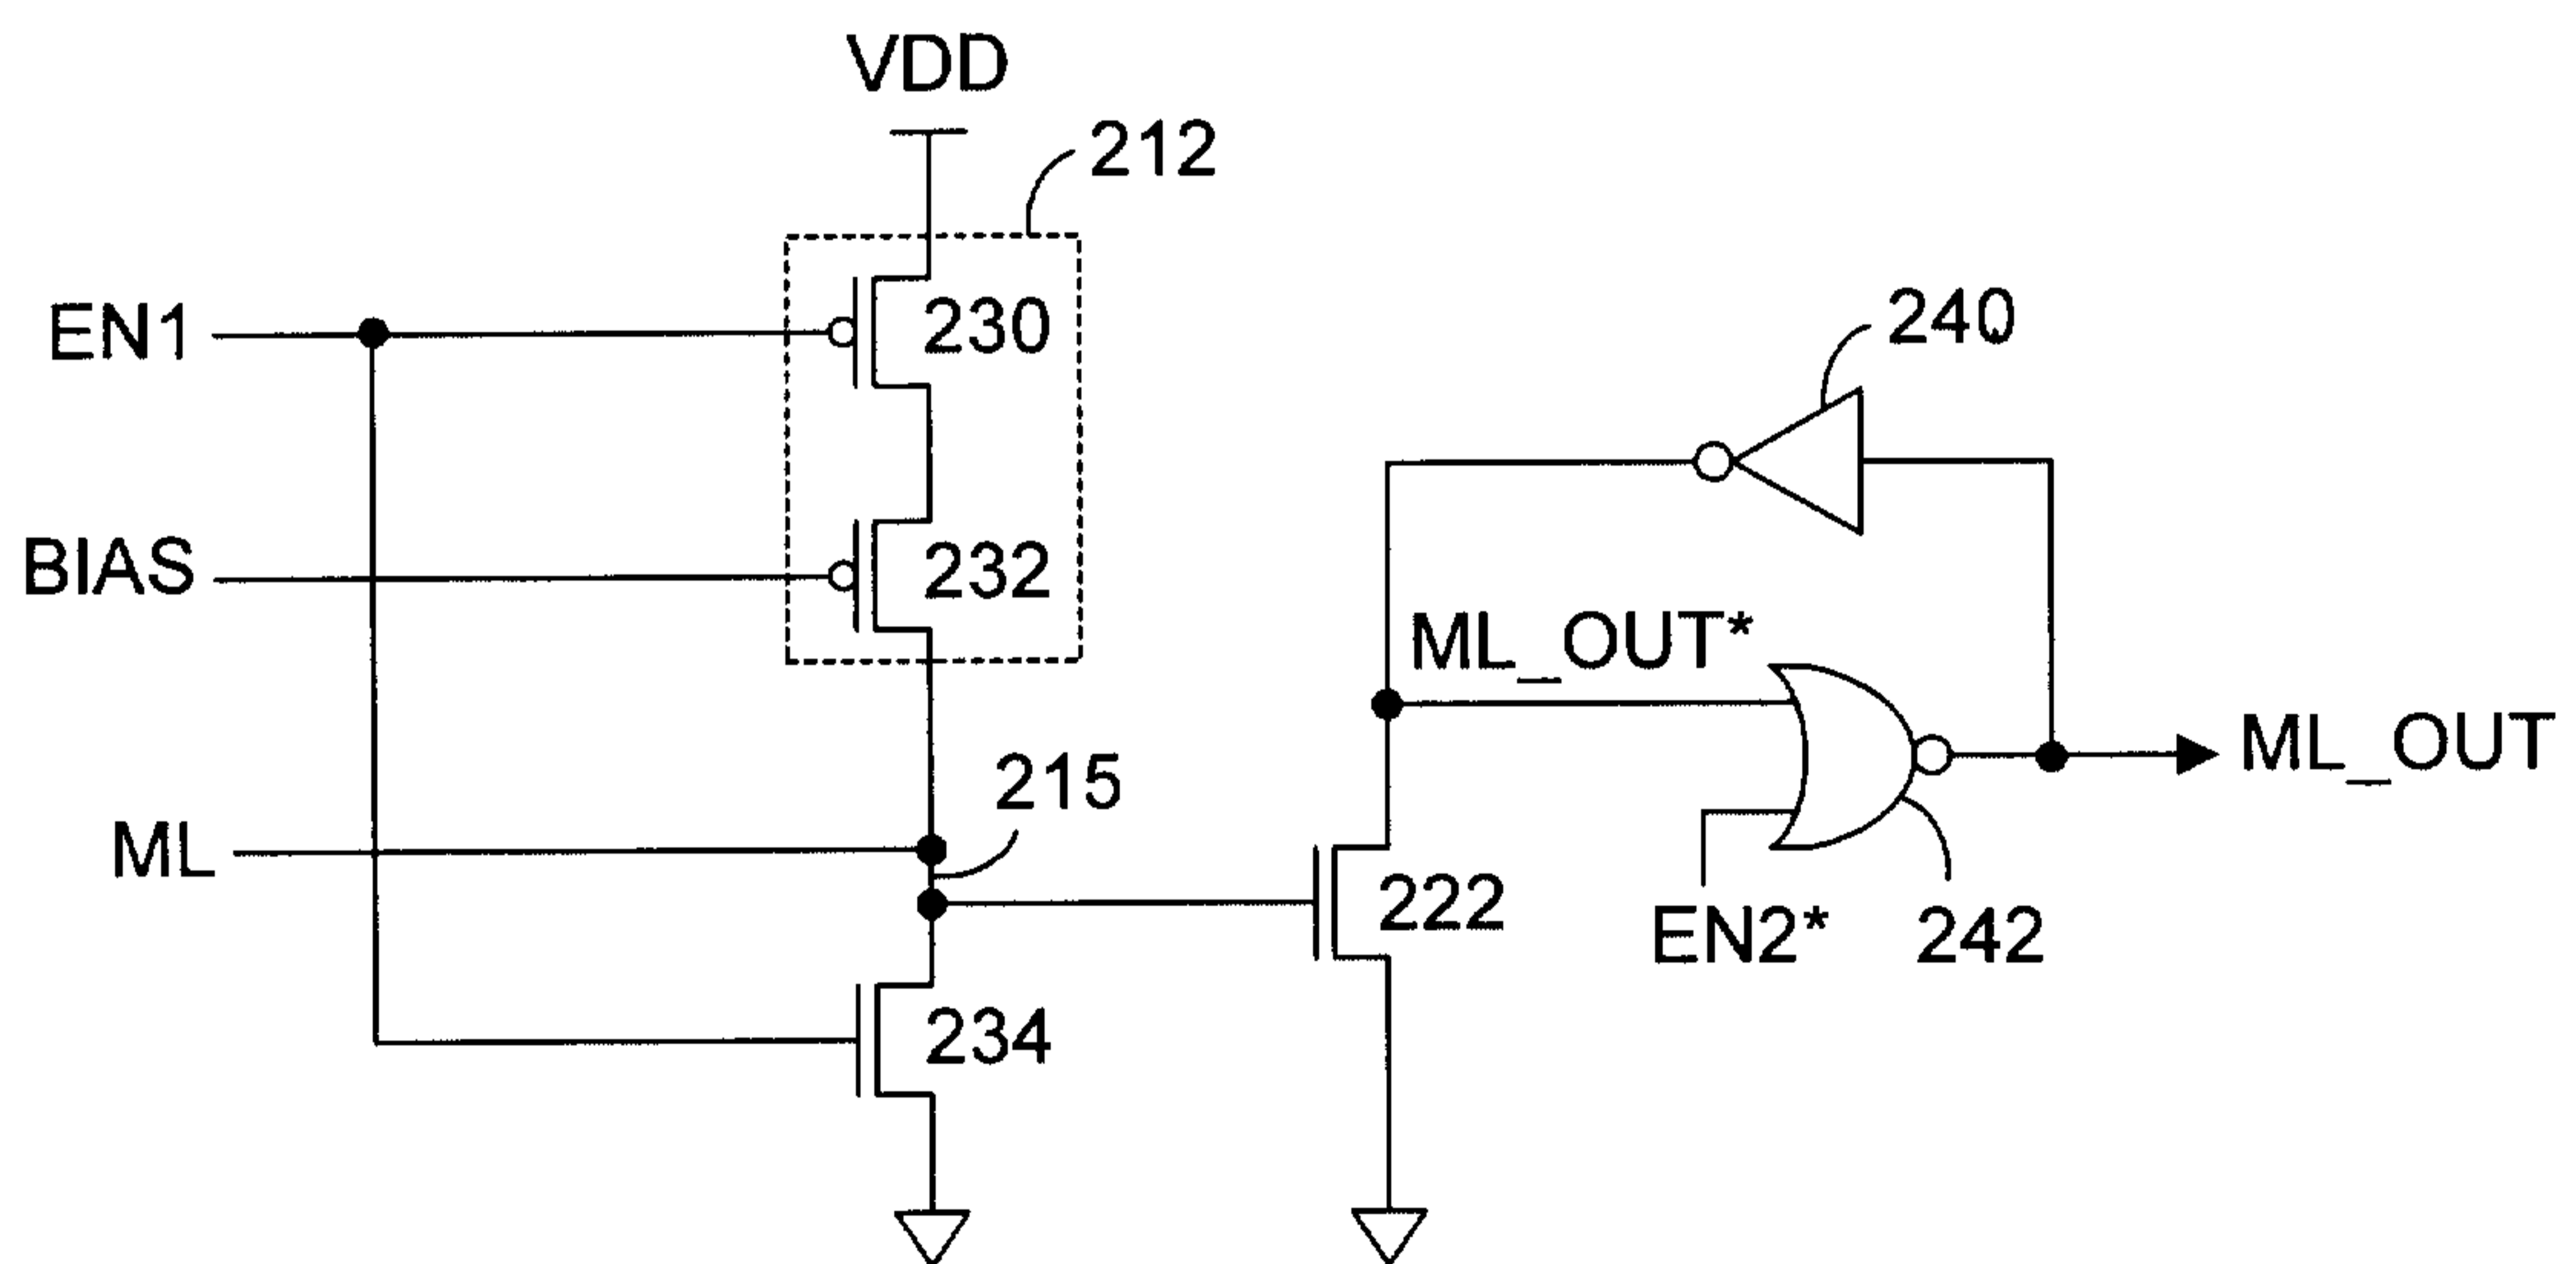 VDD
212
EN1
230
240
BIAS
232
ML_OUT*
ML
215
ML_OUT
222
EN2*
242
234